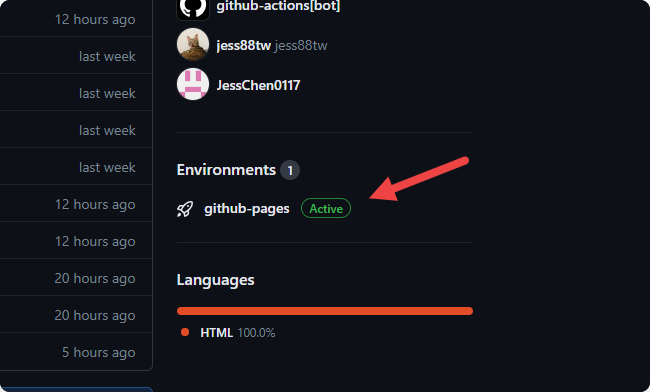 12 hours ago
last week
last week
last week
last week
12 hours ago
12 hours ago
20 hours ago
20 hours ago
5 hours ago
github-actions[bot]
jess88tw jess88tw
JessChen0117
Environments 1
github-pages Active
Languages
HTML 100.0%